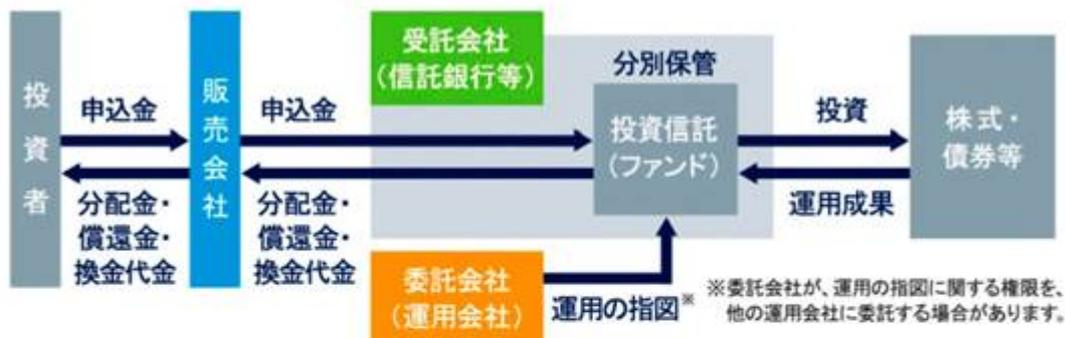 投資者
申込金
分配金・
償還金・
換金代金
販売会社
申込金
分配金・
償還金・
換金代金
受託会社
(信託銀行等)
分別保管
投資信託
(ファンド)
委託会社
(運用会社)
運用の指図※
投資
運用成果
株式・
債券等
※委託会社が、運用の指図に関する権限を、
他の運用会社に委託する場合があります。